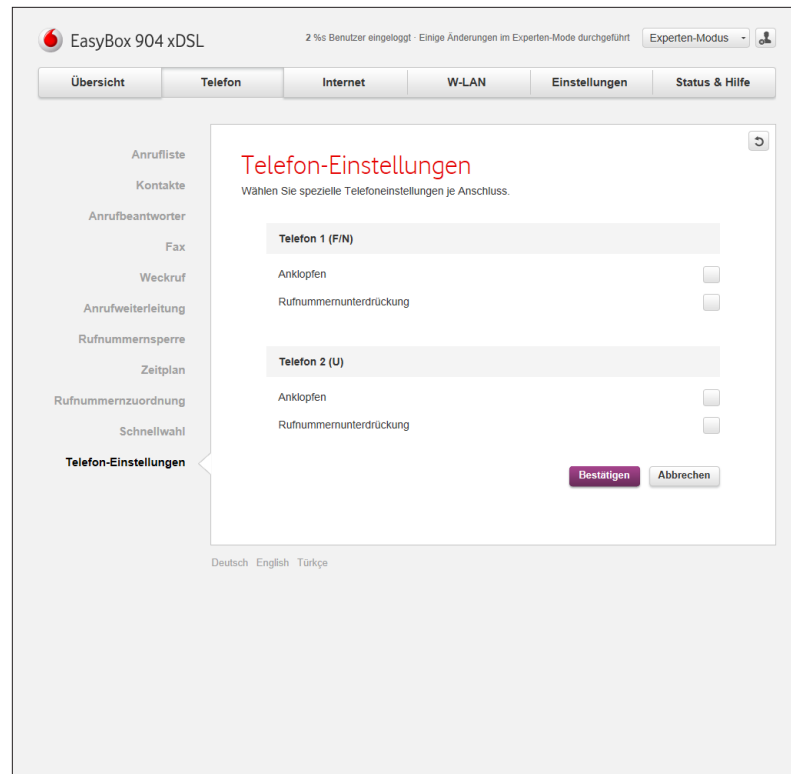 EasyBox 904 xDSL
2 %s Benutzer eingeloggt · Einige Änderungen im Experten-Mode durchgeführt
Experten-Modus
Übersicht
Telefon
Internet
W-LAN
Einstellungen
Status & Hilfe
Anrufliste
Kontakte
Anrufbeantworter
Fax
Weckruf
Anrufweiterleitung
Rufnummernsperre
Zeitplan
Rufnummernzuordnung
Schnellwahl
Telefon-Einstellungen
Telefon-Einstellungen
Wählen Sie spezielle Telefoneinstellungen je Anschluss.
Telefon 1 (F/N)
Anklopfen
Rufnummernunterdrückung
Telefon 2 (U)
Anklopfen
Rufnummernunterdrückung
Bestätigen
Abbrechen
Deutsch English Türkçe